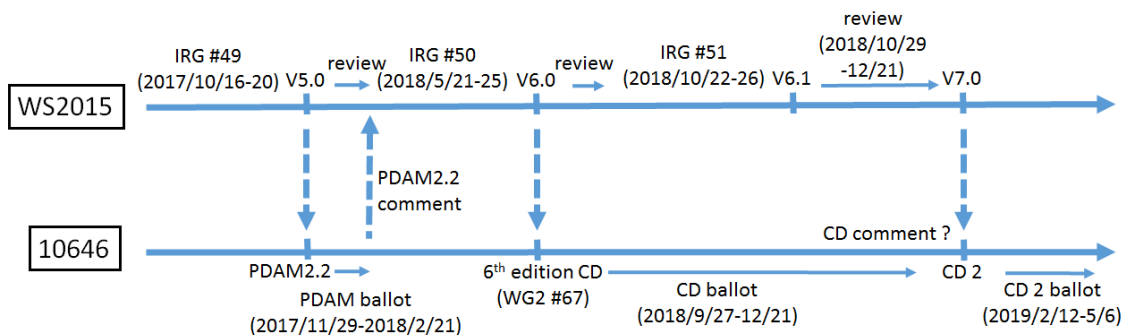 IRG #49
(2017/10/16-20)
V5.0
review
IRG #50
(2018/5/21-25)
V6.0
review
IRG #51
(2018/10/22-26)
V6.1
review
(2018/10/29
-12/21)
V7.0
WS2015
PDAM2.2
comment
10646
CD comment ?
PDAM2.2
PDAM ballot
(2017/11/29-2018/2/21)
6th edition CD
(WG2 #67)
CD ballot
(2018/9/27-12/21)
CD 2
CD 2 ballot
(2019/2/12-5/6)